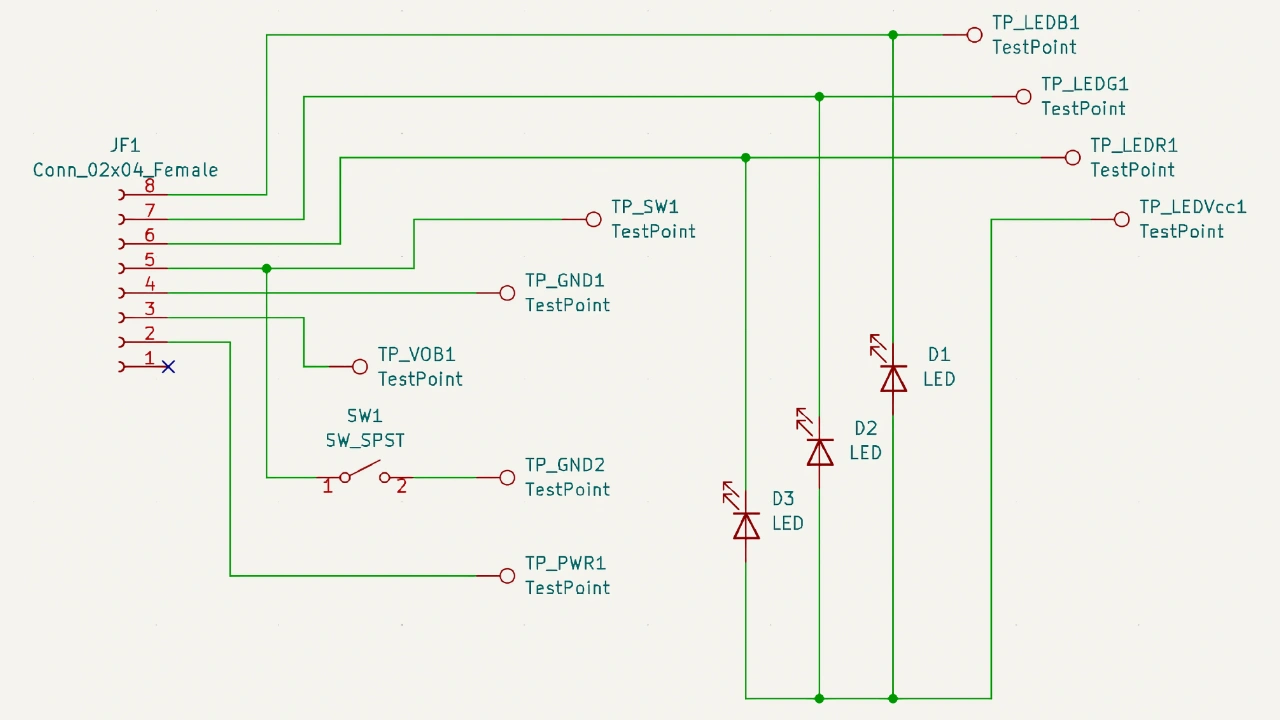 TP_LEDB1
TestPoint
TP_LEDG1
TestPoint
JF1
Conn_02x04_Female
TP_LEDR1
TestPoint
8
7
6
5
4
3
2
1
TP_SW1
TestPoint
TP_LEDVcc1
TestPoint
TP_GND1
TestPoint
TP_VOB1
TestPoint
D1
LED
SW1
SW_SPST
1
2
D2
LED
TP_GND2
TestPoint
D3
LED
TP_PWR1
TestPoint